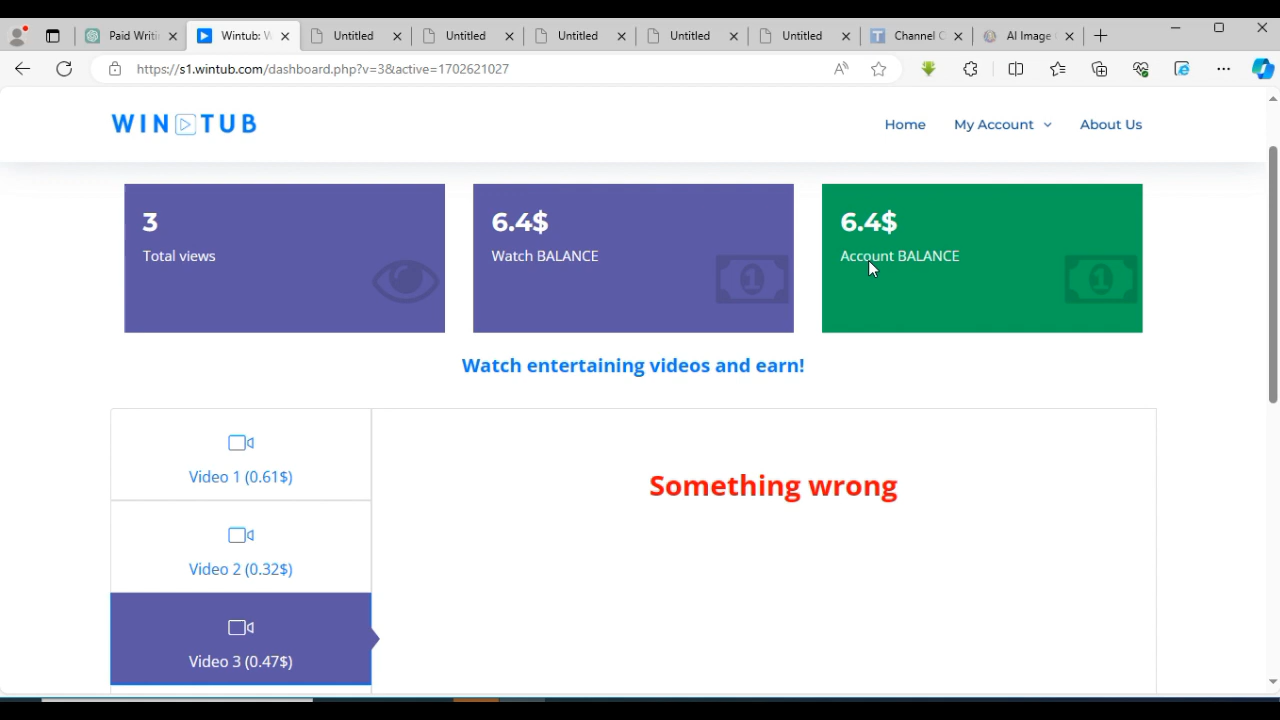 Paid Writi
Wintub: W
Untitled
Untitled
Untitled
Untitled
Untitled
Channel C
AI Image
https://s1.wintub.com/dashboard.php?v=3&active=1702621027
WIN TUB
Home
My Account
About Us
3
Total views
6.4$
Watch BALANCE
6.4$
Account BALANCE
Watch entertaining videos and earn!
Video 1 (0.61$)
Something wrong
Video 2 (0.32$)
Video 3 (0.47$)